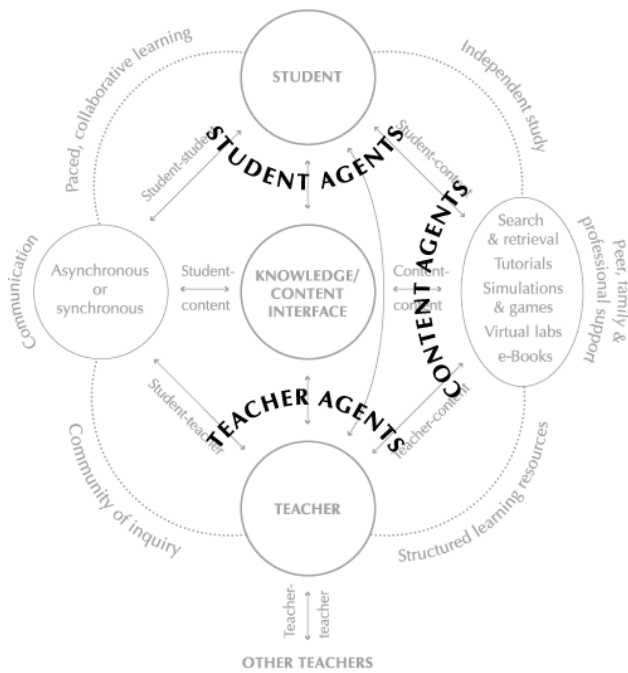 STUDENT
Paced, collaborative learning
Independent study
Student-student
STUDENT AGENTS
Student-content
Communication
Asynchronous
or
synchronous
Student-
content
KNOWLEDGE/
CONTENT
INTERFACE
Content-
content
CONTENT AGENTS
Search
& retrieval
Tutorials
Simulations
& games
Virtual labs
e-Books
Peer, family &
professional support
Student-teacher
TEACHER AGENTS
Teacher-content
Community of inquiry
TEACHER
Structured learning resources
Teacher-
teacher
OTHER TEACHERS